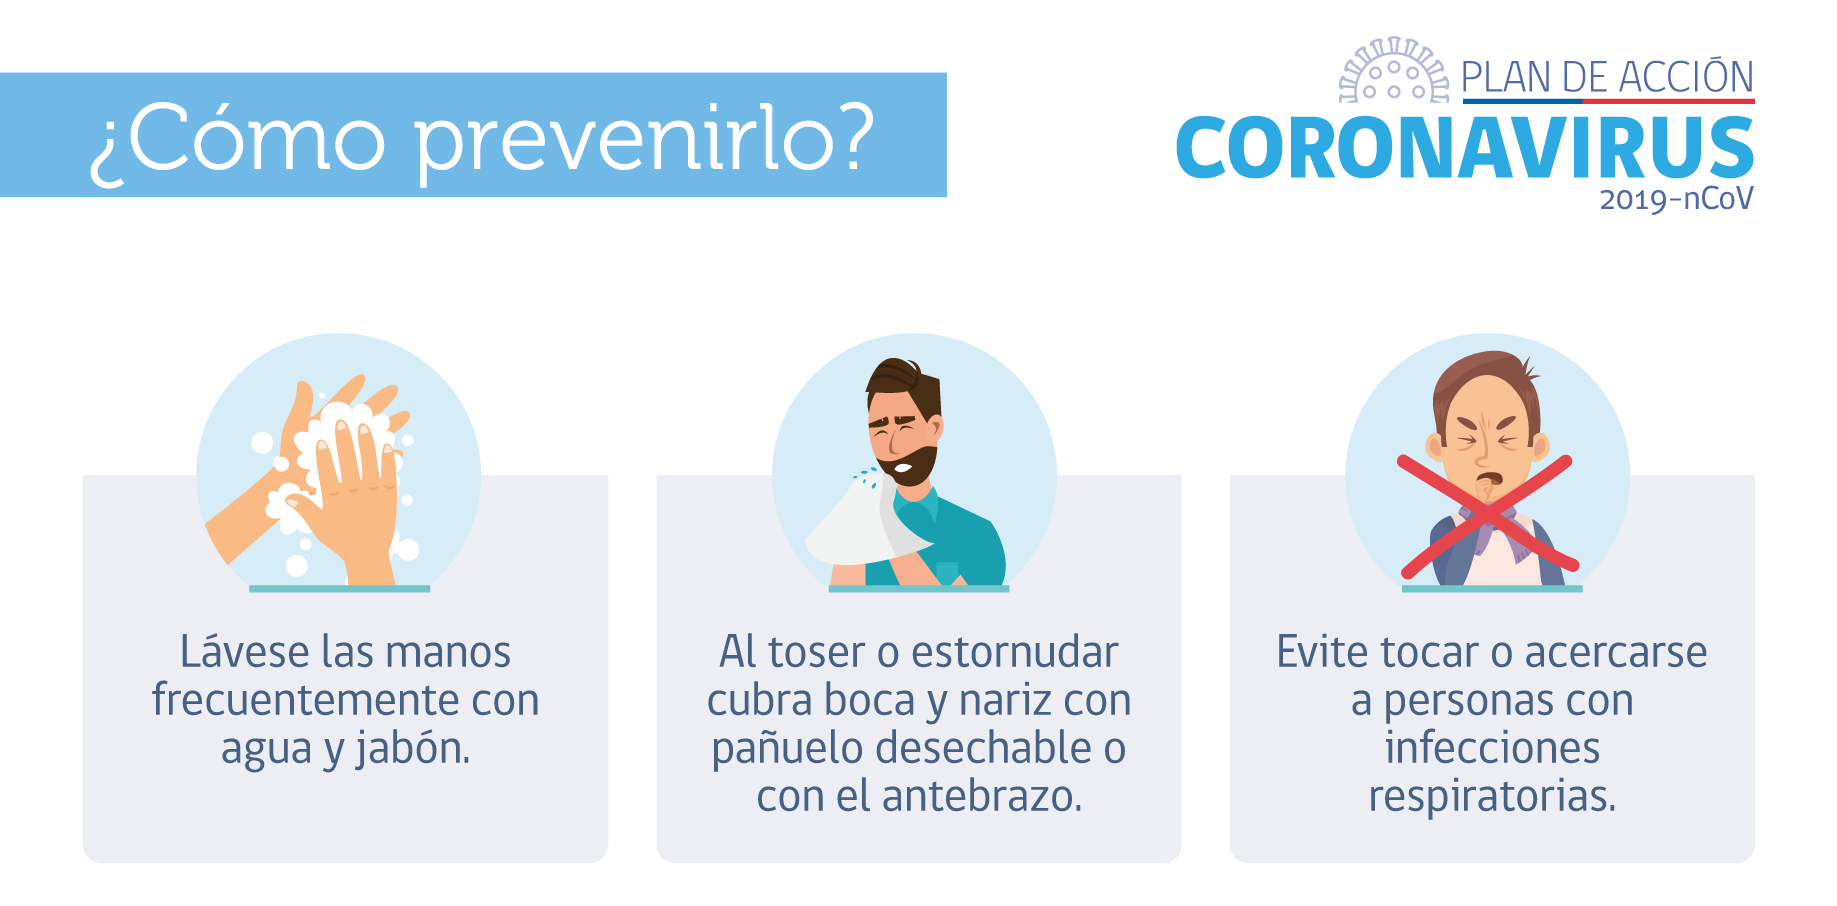 ¿Cómo prevenirlo?
PLAN DE ACCIÓN
CORONAVIRUS
2019-nCoV
Lávese las manos
frecuentemente con
agua y jabón.
Al toser o estornudar
cubra boca y nariz con
pañuelo desechable o
con el antebrazo.
Evite tocar o acercarse
a personas con
infecciones
respiratorias.